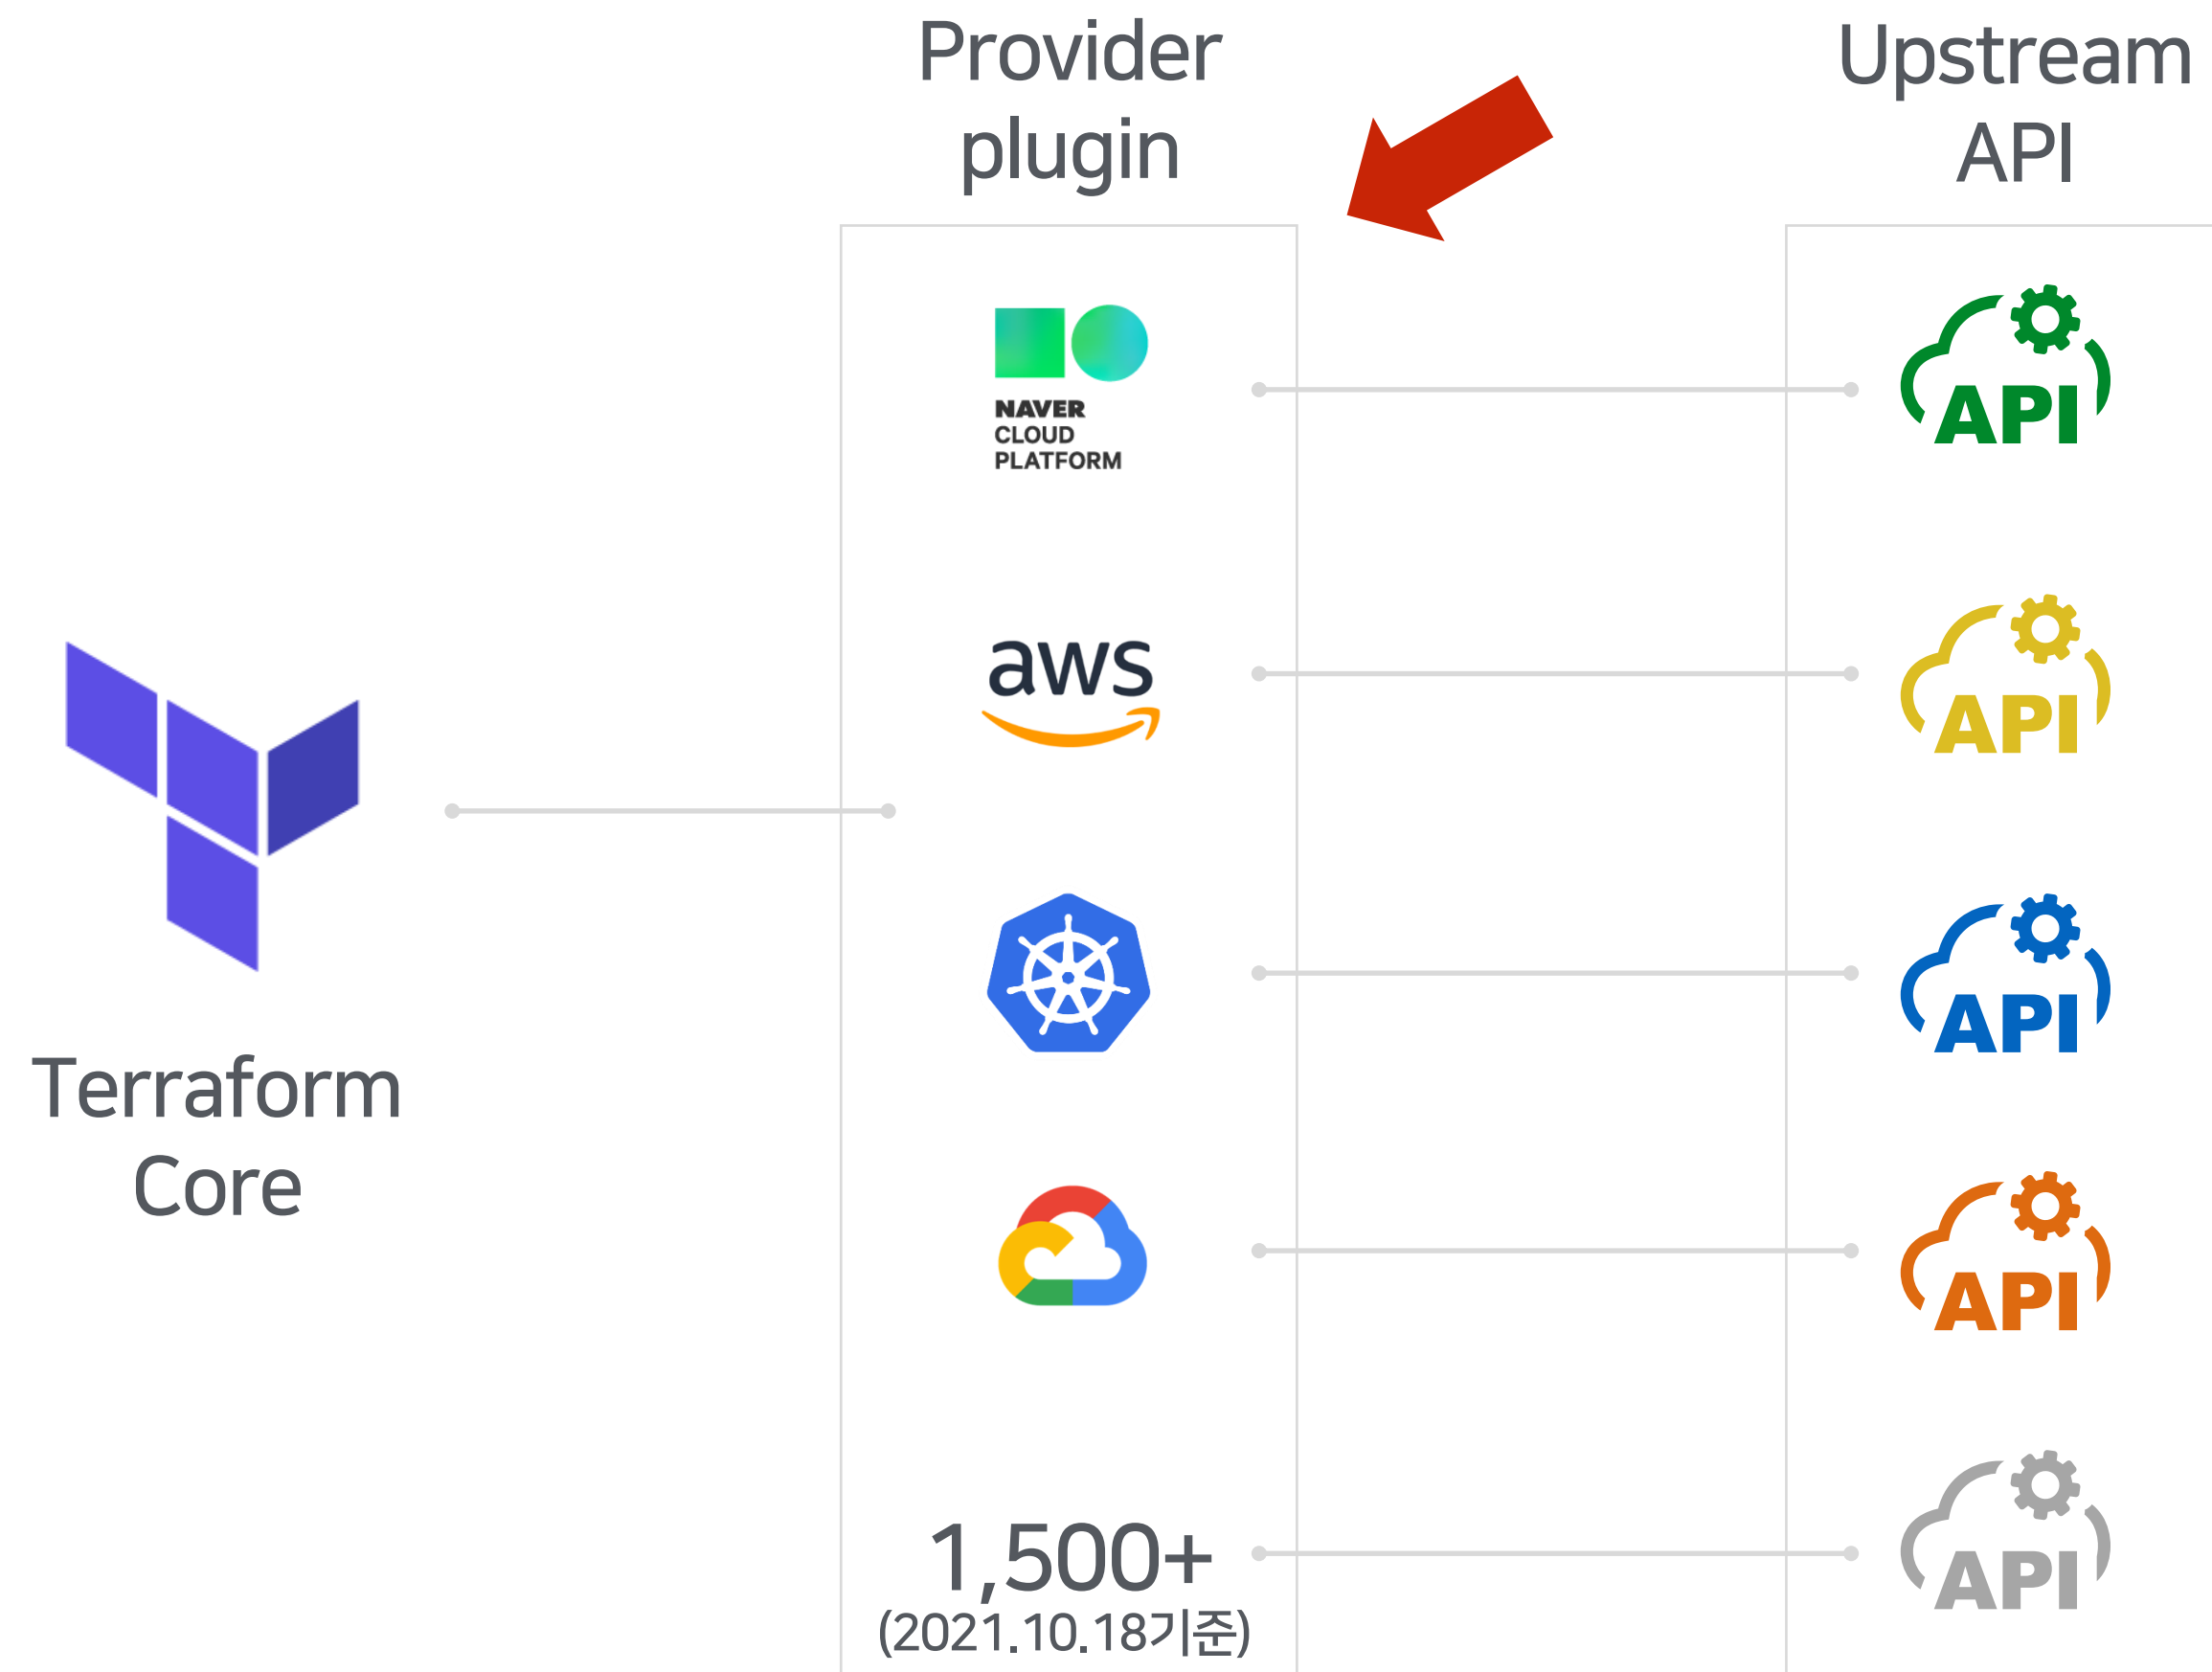 Provider
plugin
Upstream
API
NAVER
CLOUD
PLATFORM
API
aws
API
Terraform
Core
API
API
1,500+
(2021.10.18기준)
API